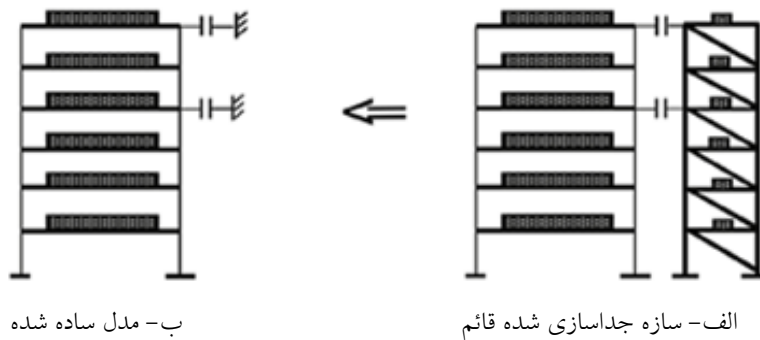 الف- سازه جداسازی شده قائم
ب- مدل ساده شده